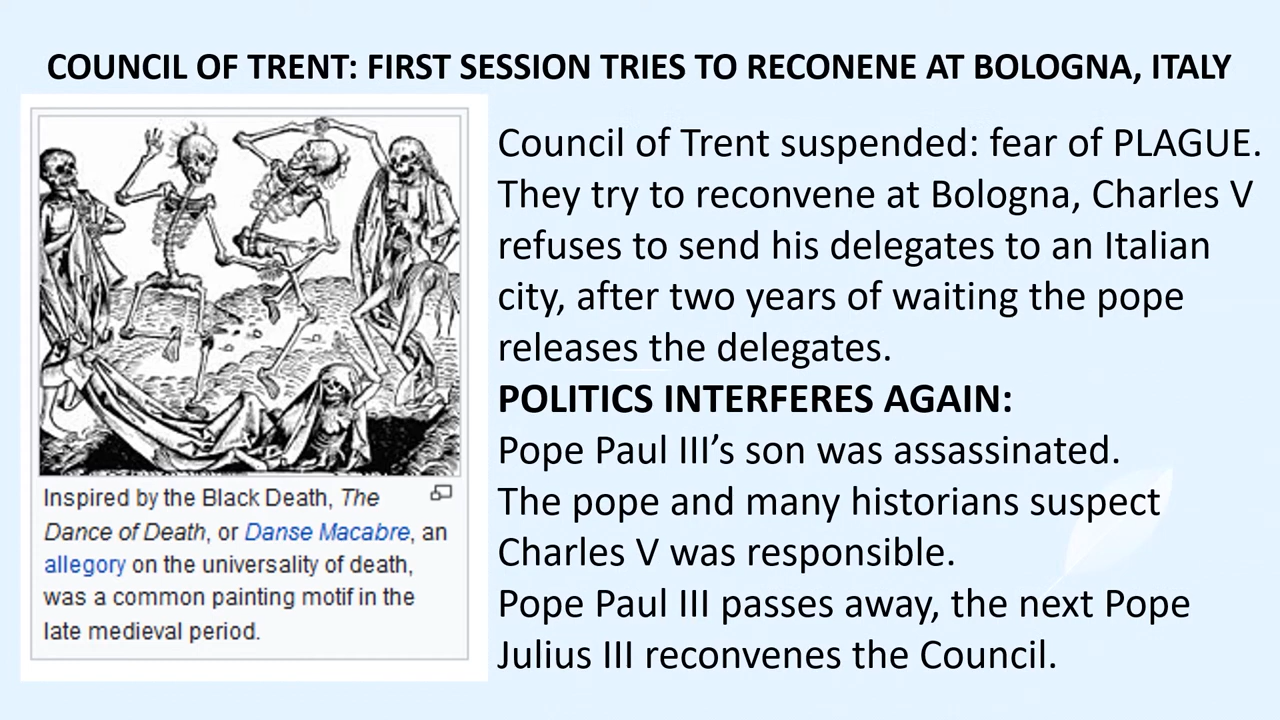 COUNCIL OF TRENT: FIRST SESSION TRIES TO RECONENE AT BOLOGNA, ITALY
Council of Trent suspended: fear of PLAGUE.
They try to reconvene at Bologna, Charles V
refuses to send his delegates to an Italian
city, after two years of waiting the pope
releases the delegates.
POLITICS INTERFERES AGAIN:
Pope Paul III’s son was assassinated.
The pope and many historians suspect
Charles V was responsible.
Pope Paul III passes away, the next Pope
Julius III reconvenes the Council.
Inspired by the Black Death, The
Dance of Death, or Danse Macabre, an
allegory on the universality of death,
was a common painting motif in the
late medieval period.